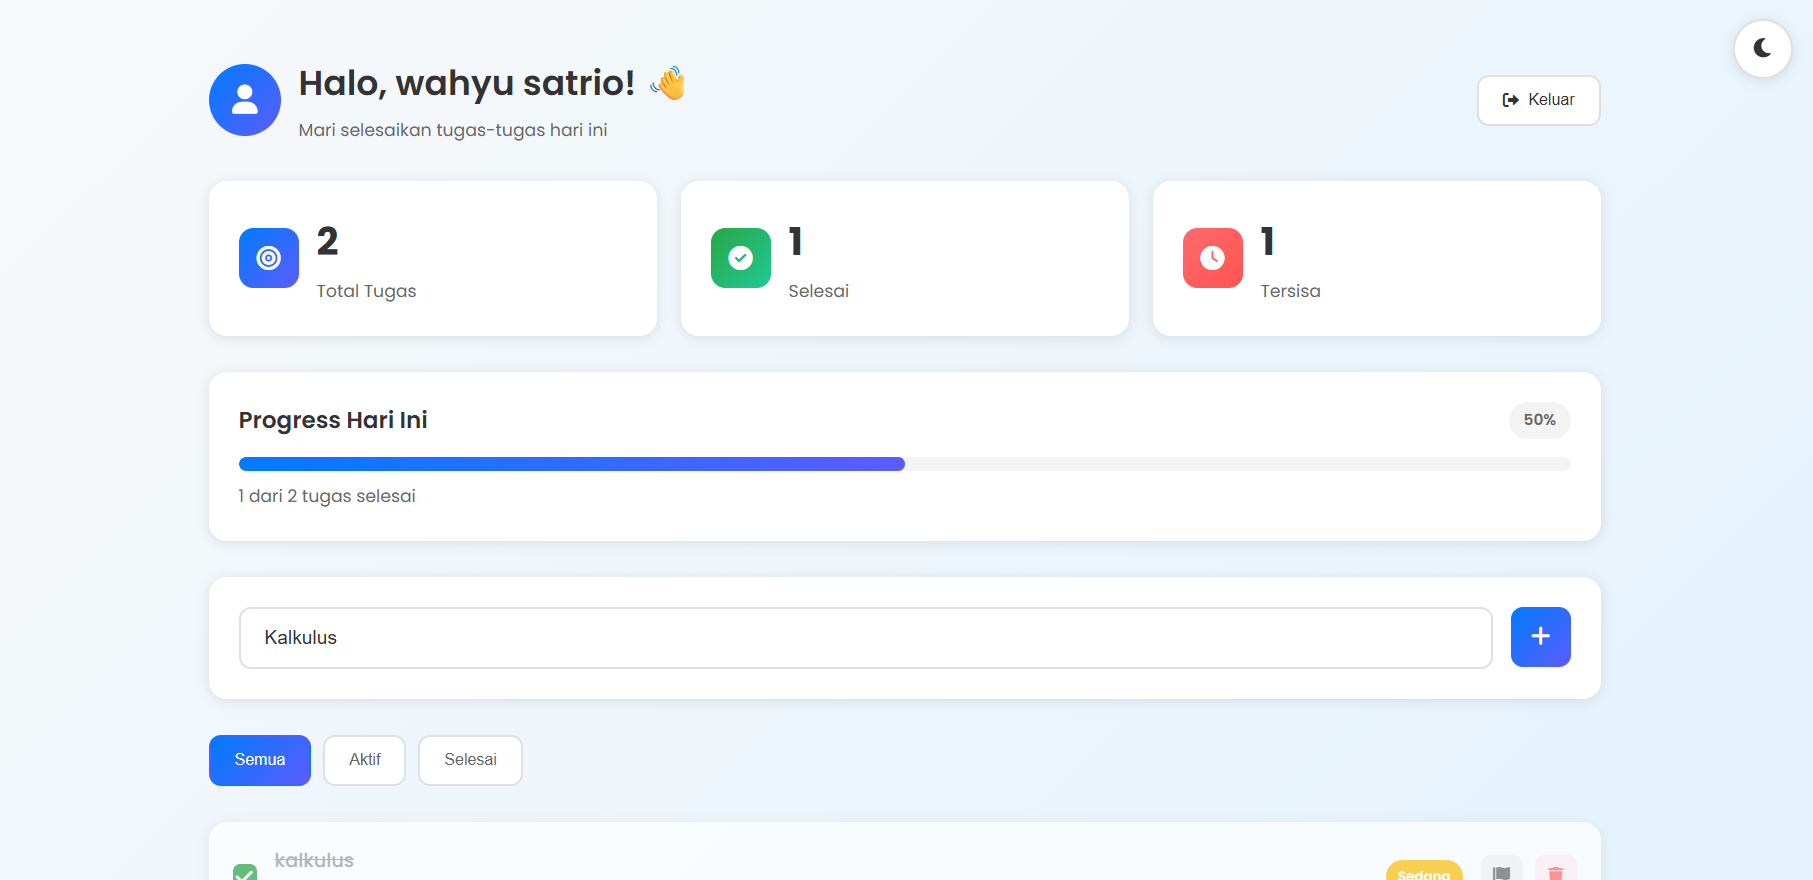 Halo, wahyu satrio! 👋
Mari selesaikan tugas-tugas hari ini
Keluar
2
Total Tugas
1
Selesai
1
Tersisa
Progress Hari Ini
50%
1 dari 2 tugas selesai
Kalkulus
Semua
Aktif
Selesai
kalkulus
Sedang